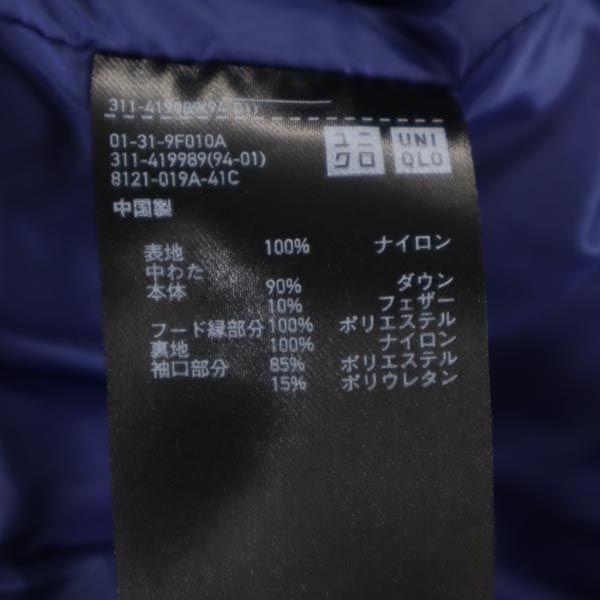 311-419989(94-01)
01-31-9F010A
311-419989(94-01)
8121-019A-41C
ユニクロ UNIQLO
中国製
表地 100% ナイロン
中わた
本体 90% ダウン
10% フェザー
フード縁部分 100% ポリエステル
裏地 100% ナイロン
袖口部分 85% ポリエステル
15% ポリウレタン